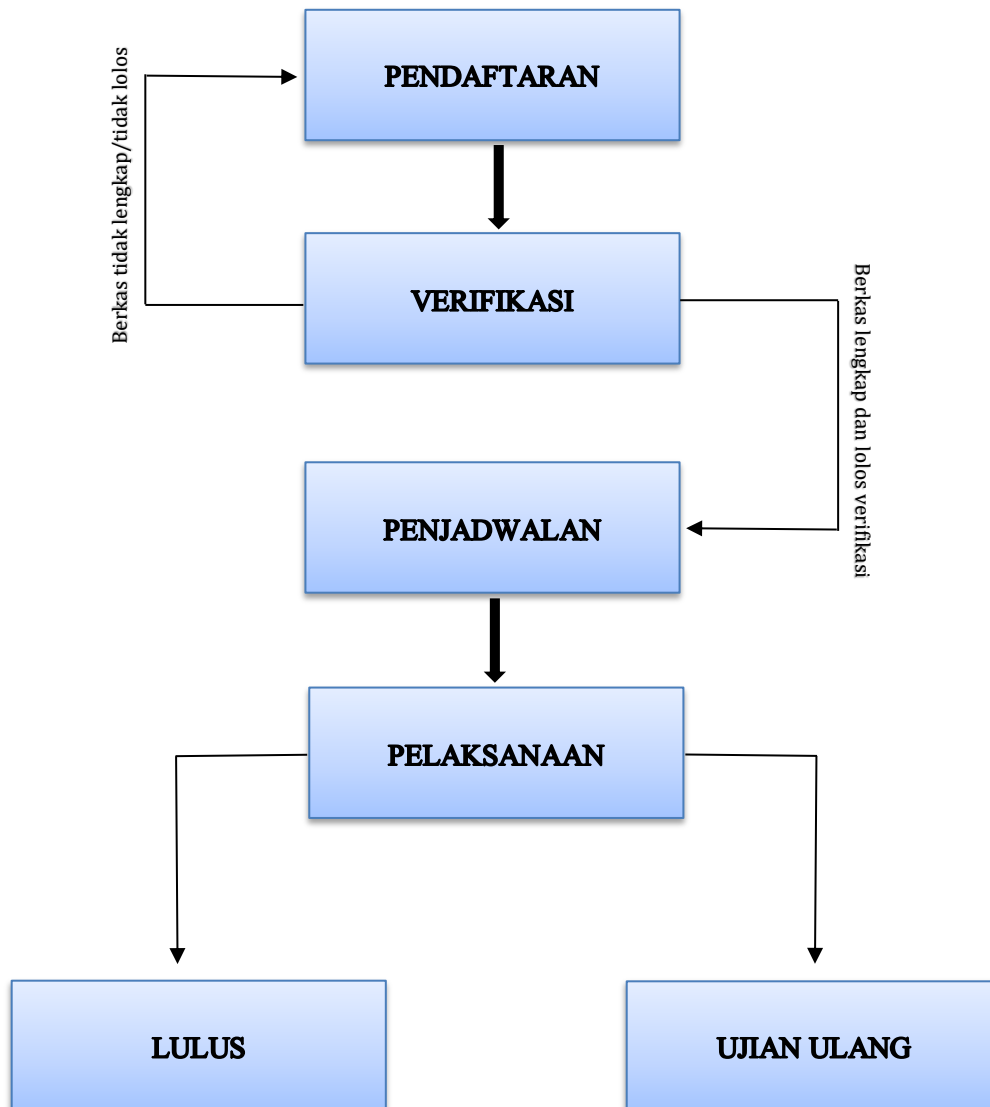 PENDAFTARAN
Berkas tidak lengkap/tidak lolos
VERIFIKASI
Berkas lengkap dan lolos verifikasi
PENJADWALAN
PELAKSANAAN
LULUS
UJIAN ULANG